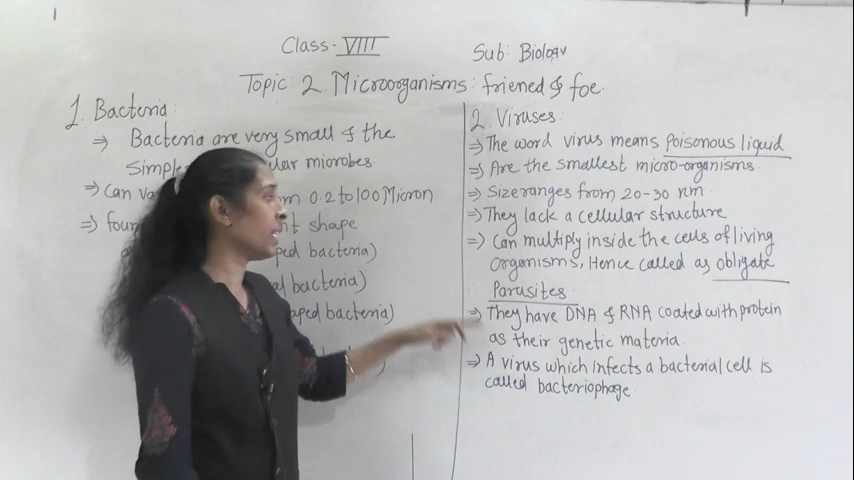 Class-VIII
Sub: Biology
Topic: 2. Microorganisms: friened & foe.
1. Bacteria:
⇒ Bacteria are very small & the
Simples microbes.
⇒ Can 0.2 to 100 Micron
⇒ shape
bacteria)
bacteria)
bacteria)
2. Viruses:
⇒ The word virus means poisonous liquid
⇒ Are the smallest micro-organisms.
⇒ Size ranges from 20-30 nm.
⇒ They lack a cellular structure
⇒ Can multiply inside the cells of living
Organisms, Hence called as obligate
Parasites.
⇒ They have DNA & RNA coated with protein
as their genetic materia.
⇒ A virus which infects a bacterial cell is
called bacteriophage.